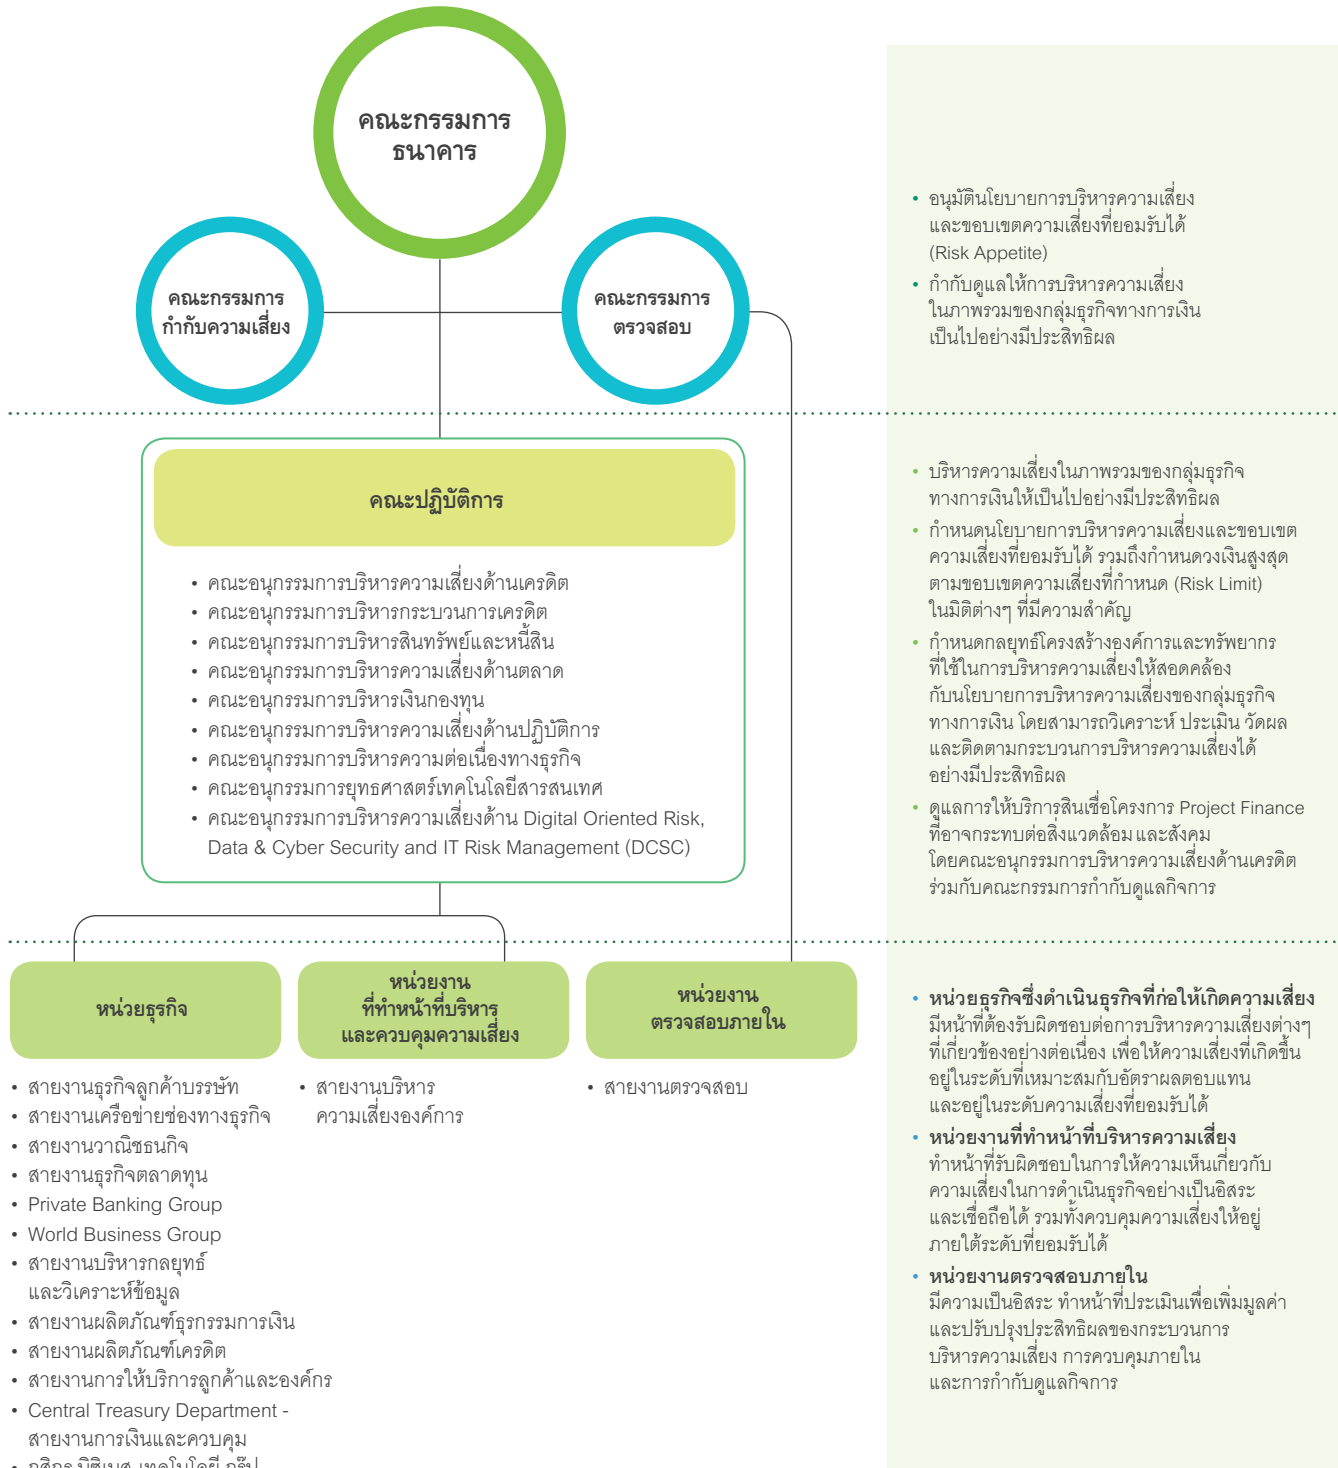 คณะกรรมการ
ธนาคาร
คณะกรรมการ
กำกับความเสี่ยง
คณะกรรมการ
ตรวจสอบ
• อนุมัตินโยบายการบริหารความเสี่ยง
และขอบเขตความเสี่ยงที่ยอมรับได้
(Risk Appetite)
• กำกับดูแลให้การบริหารความเสี่ยง
ในภาพรวมของกลุ่มธุรกิจทางการเงิน
เป็นไปอย่างมีประสิทธิผล
คณะปฏิบัติการ
• คณะอนุกรรมการบริหารความเสี่ยงด้านเครดิต
• คณะอนุกรรมการบริหารกระบวนการเครดิต
• คณะอนุกรรมการบริหารสินทรัพย์และหนี้สิน
• คณะอนุกรรมการบริหารความเสี่ยงด้านตลาด
• คณะอนุกรรมการบริหารเงินกองทุน
• คณะอนุกรรมการบริหารความเสี่ยงด้านปฏิบัติการ
• คณะอนุกรรมการบริหารความต่อเนื่องทางธุรกิจ
• คณะอนุกรรมการยุทธศาสตร์เทคโนโลยีสารสนเทศ
• คณะอนุกรรมการบริหารความเสี่ยงด้าน Digital Oriented Risk,
Data & Cyber Security and IT Risk Management (DCSC)
• บริหารความเสี่ยงในภาพรวมของกลุ่มธุรกิจ
ทางการเงินให้เป็นไปอย่างมีประสิทธิผล
• กำหนดนโยบายการบริหารความเสี่ยงและขอบเขต
ความเสี่ยงที่ยอมรับได้ รวมถึงกำหนดวงเงินสูงสุด
ตามขอบเขตความเสี่ยงที่กำหนด (Risk Limit)
ในมิติต่างๆ ที่มีความสำคัญ
• กำหนดกลยุทธ์โครงสร้างองค์การและทรัพยากร
ที่ใช้ในการบริหารความเสี่ยงให้สอดคล้อง
กับนโยบายการบริหารความเสี่ยงของกลุ่มธุรกิจ
ทางการเงิน โดยสามารถวิเคราะห์ ประเมิน วัดผล
และติดตามกระบวนการบริหารความเสี่ยงได้
อย่างมีประสิทธิผล
• ดูแลการให้บริการสินเชื่อโครงการ Project Finance
ที่อาจกระทบต่อสิ่งแวดล้อม และสังคม
โดยคณะอนุกรรมการบริหารความเสี่ยงด้านเครดิต
ร่วมกับคณะกรรมการกำกับดูแลกิจการ
หน่วยธุรกิจ
• สายงานธุรกิจลูกค้าบรรษัท
• สายงานเครือข่ายช่องทางธุรกิจ
• สายงานวาณิชธนกิจ
• สายงานธุรกิจตลาดทุน
• Private Banking Group
• World Business Group
• สายงานบริหารกลยุทธ์
และวิเคราะห์ข้อมูล
• สายงานผลิตภัณฑ์ธุรกรรมการเงิน
• สายงานผลิตภัณฑ์เครดิต
• สายงานการให้บริการลูกค้าและองค์กร
• Central Treasury Department -
สายงานการเงินและควบคุม
หน่วยงาน
ที่ทำหน้าที่บริหาร
และควบคุมความเสี่ยง
• สายงานบริหาร
ความเสี่ยงองค์การ
หน่วยงาน
ตรวจสอบภายใน
• สายงานตรวจสอบ
• หน่วยธุรกิจซึ่งดำเนินธุรกิจที่ก่อให้เกิดความเสี่ยง
มีหน้าที่ต้องรับผิดชอบต่อการบริหารความเสี่ยงต่างๆ
ที่เกี่ยวข้องอย่างต่อเนื่อง เพื่อให้ความเสี่ยงที่เกิดขึ้น
อยู่ในระดับที่เหมาะสมกับอัตราผลตอบแทน
และอยู่ในระดับความเสี่ยงที่ยอมรับได้
• หน่วยงานที่ทำหน้าที่บริหารความเสี่ยง
ทำหน้าที่รับผิดชอบในการให้ความเห็นเกี่ยวกับ
ความเสี่ยงในการดำเนินธุรกิจอย่างเป็นอิสระ
และเชื่อถือได้ รวมทั้งควบคุมความเสี่ยงให้อยู่
ภายใต้ระดับที่ยอมรับได้
• หน่วยงานตรวจสอบภายใน
มีความเป็นอิสระ ทำหน้าที่ประเมินเพื่อเพิ่มมูลค่า
และปรับปรุงประสิทธิผลของกระบวนการ
บริหารความเสี่ยง การควบคุมภายใน
และการกำกับดูแลกิจการ